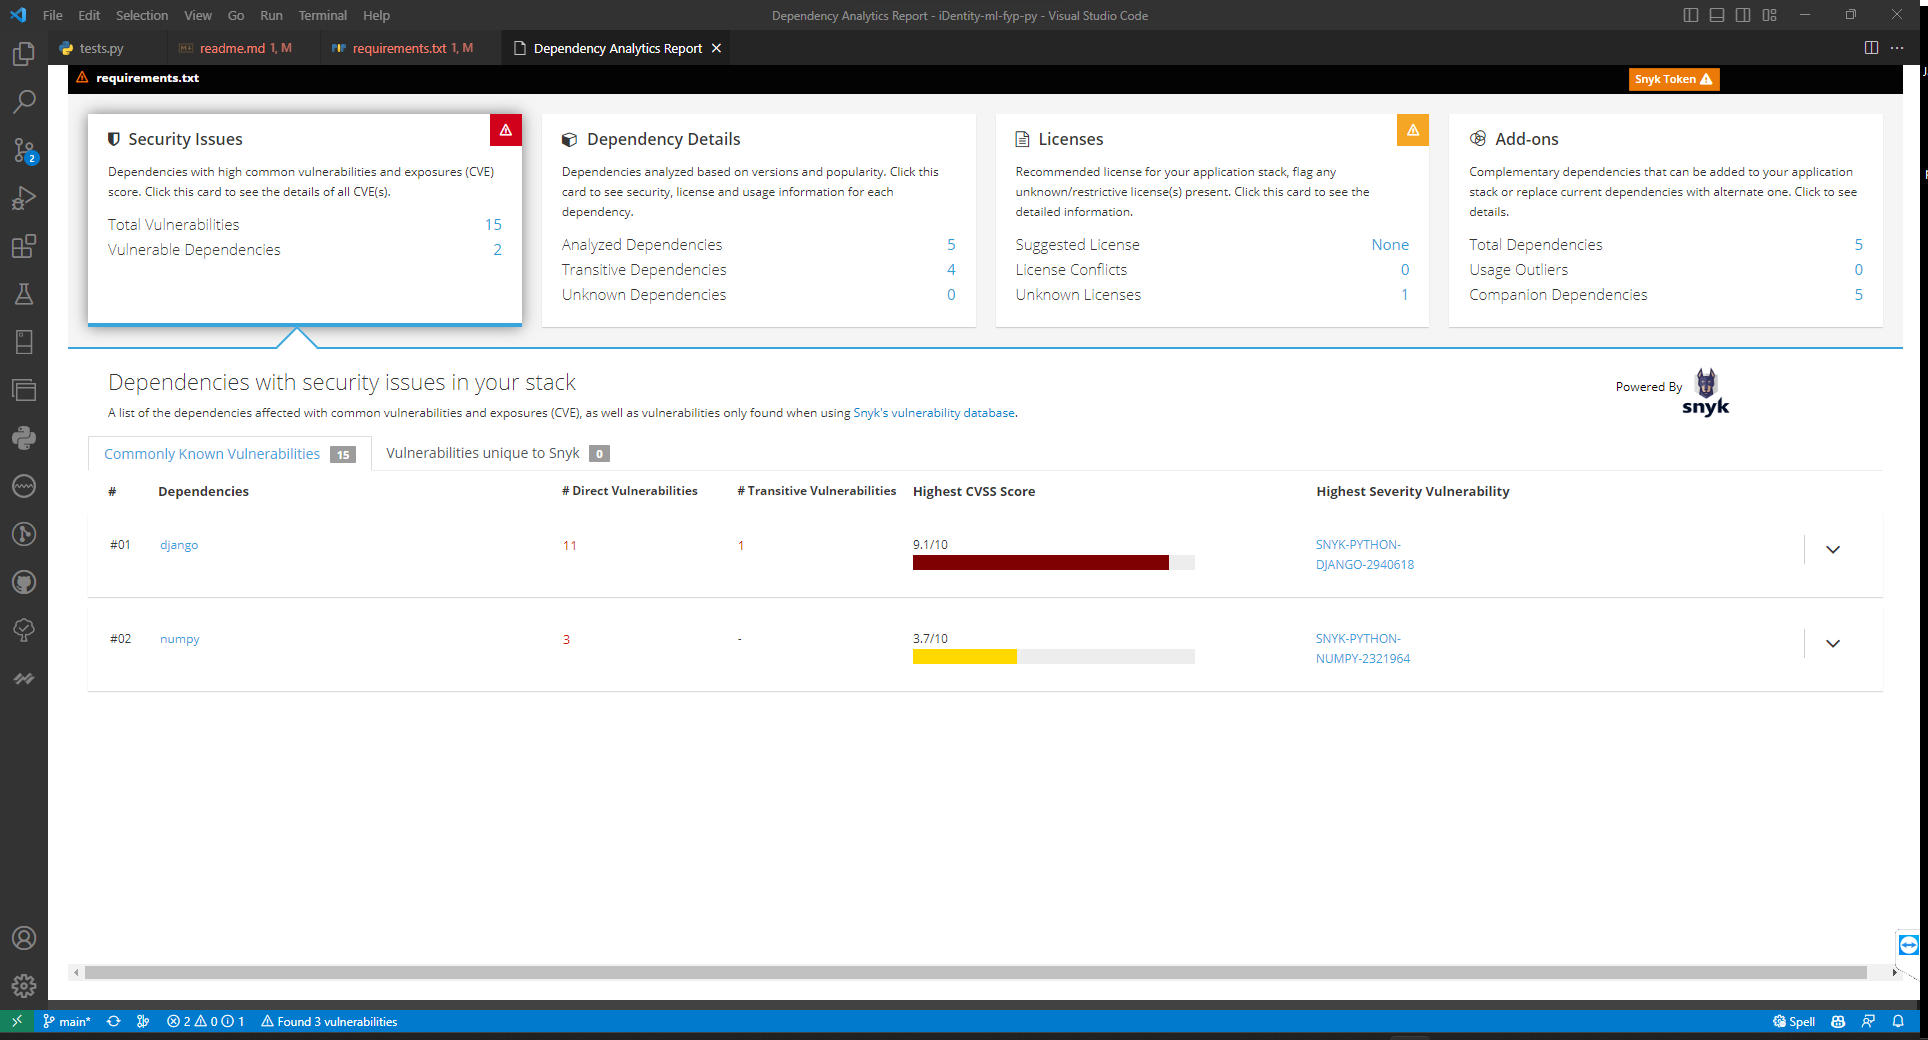 File Edit Selection View Go Run Terminal Help
Dependency Analytics Report - iDentity-ml-fyp-py - Visual Studio Code
tests.py
readme.md 1, M
requirements.txt 1, M
Dependency Analytics Report
requirements.txt
Snyk Token
Security Issues
Dependencies with high common vulnerabilities and exposures (CVE)
score. Click this card to see the details of all CVE(s).
Total Vulnerabilities 15
Vulnerable Dependencies 2
Dependency Details
Dependencies analyzed based on versions and popularity. Click this
card to see security, license and usage information for each
dependency.
Analyzed Dependencies 5
Transitive Dependencies 4
Unknown Dependencies 0
Licenses
Recommended license for your application stack, flag any
unknown/restrictive license(s) present. Click this card to see the
detailed information.
Suggested License None
License Conflicts 0
Unknown Licenses 1
Add-ons
Complementary dependencies that can be added to your application
stack or replace current dependencies with alternate one. Click to see
details.
Total Dependencies 5
Usage Outliers 0
Companion Dependencies 5
Dependencies with security issues in your stack
A list of the dependencies affected with common vulnerabilities and exposures (CVE), as well as vulnerabilities only found when using Snyk's vulnerability database.
Powered By
snyk
Commonly Known Vulnerabilities 15
Vulnerabilities unique to Snyk 0
# Dependencies # Direct Vulnerabilities # Transitive Vulnerabilities Highest CVSS Score Highest Severity Vulnerability
#01 django 11 1 9.1/10 SNYK-PYTHON-
DJANGO-2940618
#02 numpy 3 - 3.7/10 SNYK-PYTHON-
NUMPY-2321964
2
main* 2 0 1 Found 3 vulnerabilities
Spell